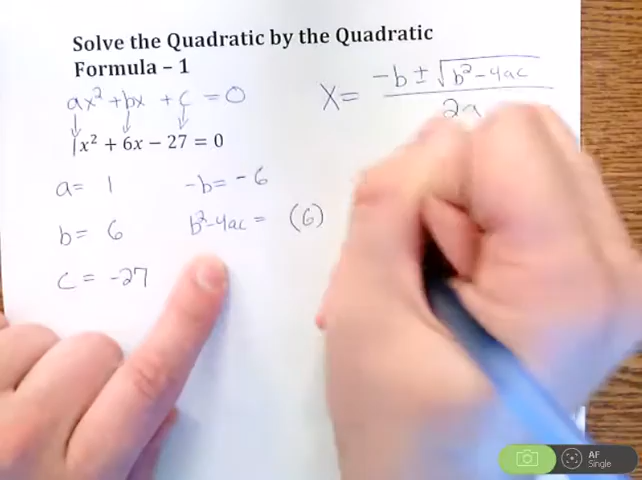 Solve the Quadratic by the Quadratic
Formula – 1
ax² + bx + c = 0
x = -b ± √b²-4ac
2a
1x² + 6x − 27 = 0
a = 1
-b = -6
b = 6
b²-4ac = (6)
c = -27
AF
Single